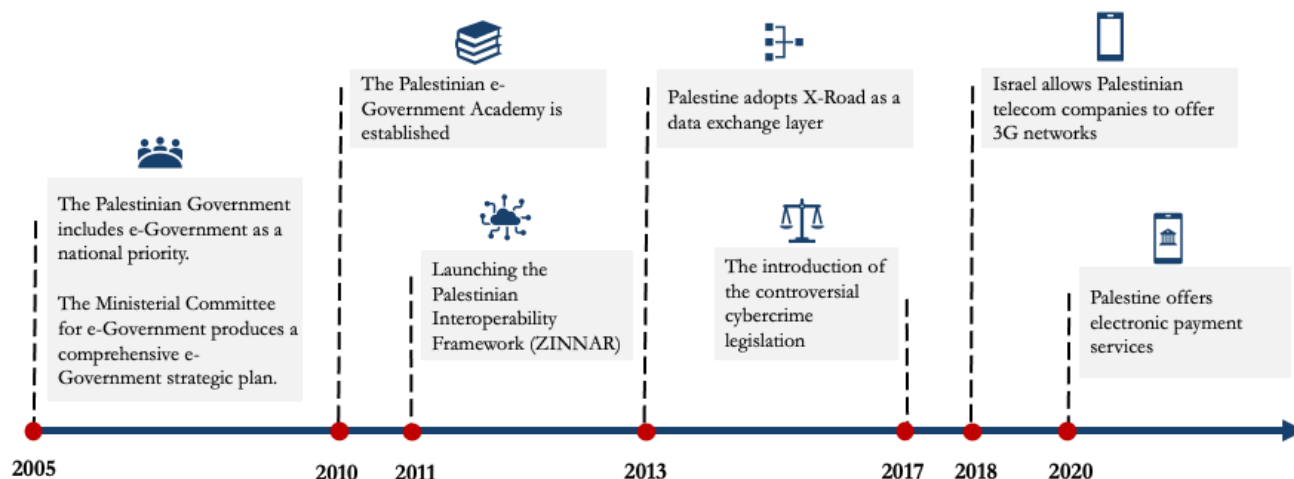 The Palestinian Government
includes e-Government as a
national priority.
The Ministerial Committee
for e-Government produces a
comprehensive e-
Government strategic plan.
The Palestinian e-
Government Academy is
established
Launching the
Palestinian
Interoperability
Framework (ZINNAR)
Palestine adopts X-Road as a
data exchange layer
The introduction of
the controversial
cybercrime
legislation
Israel allows Palestinian
telecom companies to offer
3G networks
Palestine offers
electronic payment
services
2005
2010
2011
2013
2017
2018
2020